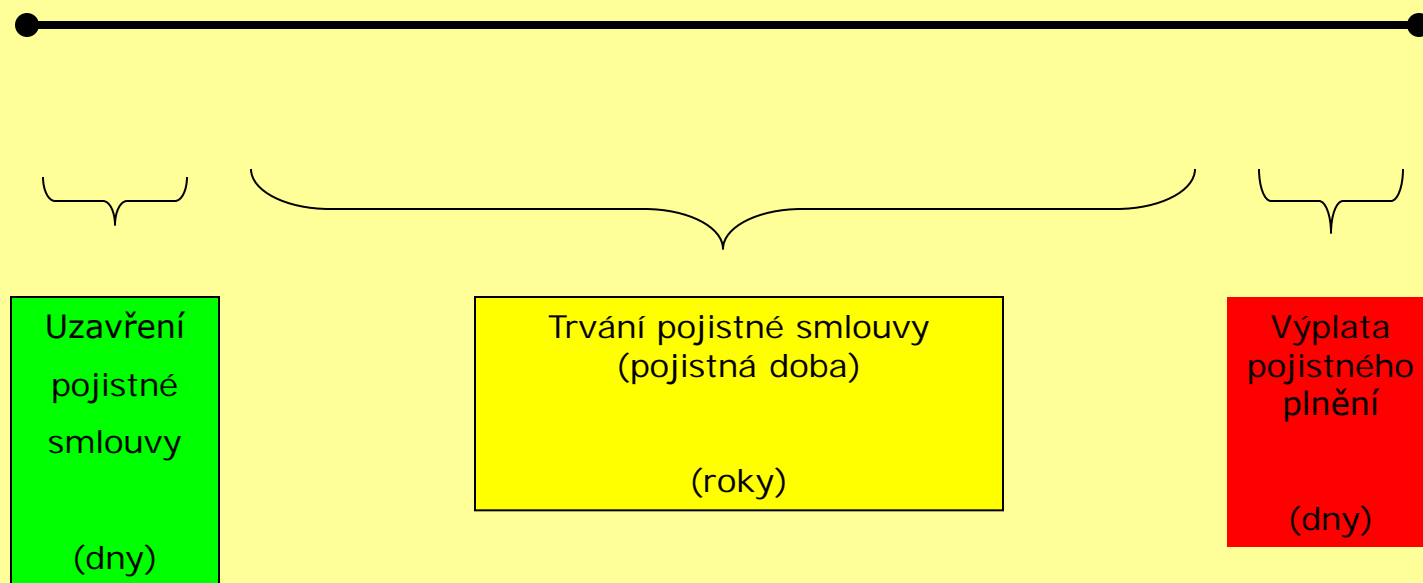 Uzavření
pojistné
smlouvy
(dny)
Trvání pojistné smlouvy
(pojistná doba)
(roky)
Výplata
pojistného
plnění
(dny)